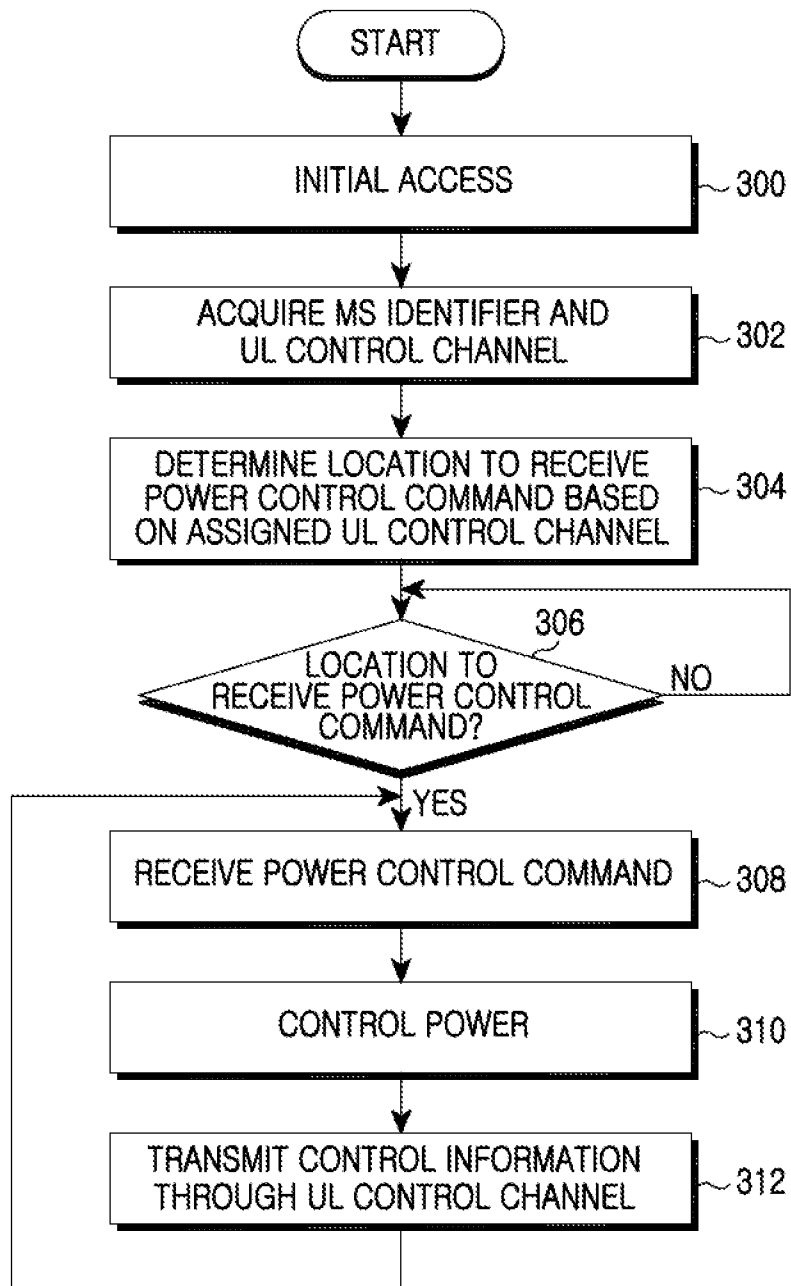 START
INITIAL ACCESS
300
ACQUIRE MS IDENTIFIER AND
UL CONTROL CHANNEL
302
DETERMINE LOCATION TO RECEIVE
POWER CONTROL COMMAND BASED
ON ASSIGNED UL CONTROL CHANNEL
304
306
LOCATION TO
RECEIVE POWER CONTROL
COMMAND?
NO
YES
RECEIVE POWER CONTROL COMMAND
308
CONTROL POWER
310
TRANSMIT CONTROL INFORMATION
THROUGH UL CONTROL CHANNEL
312